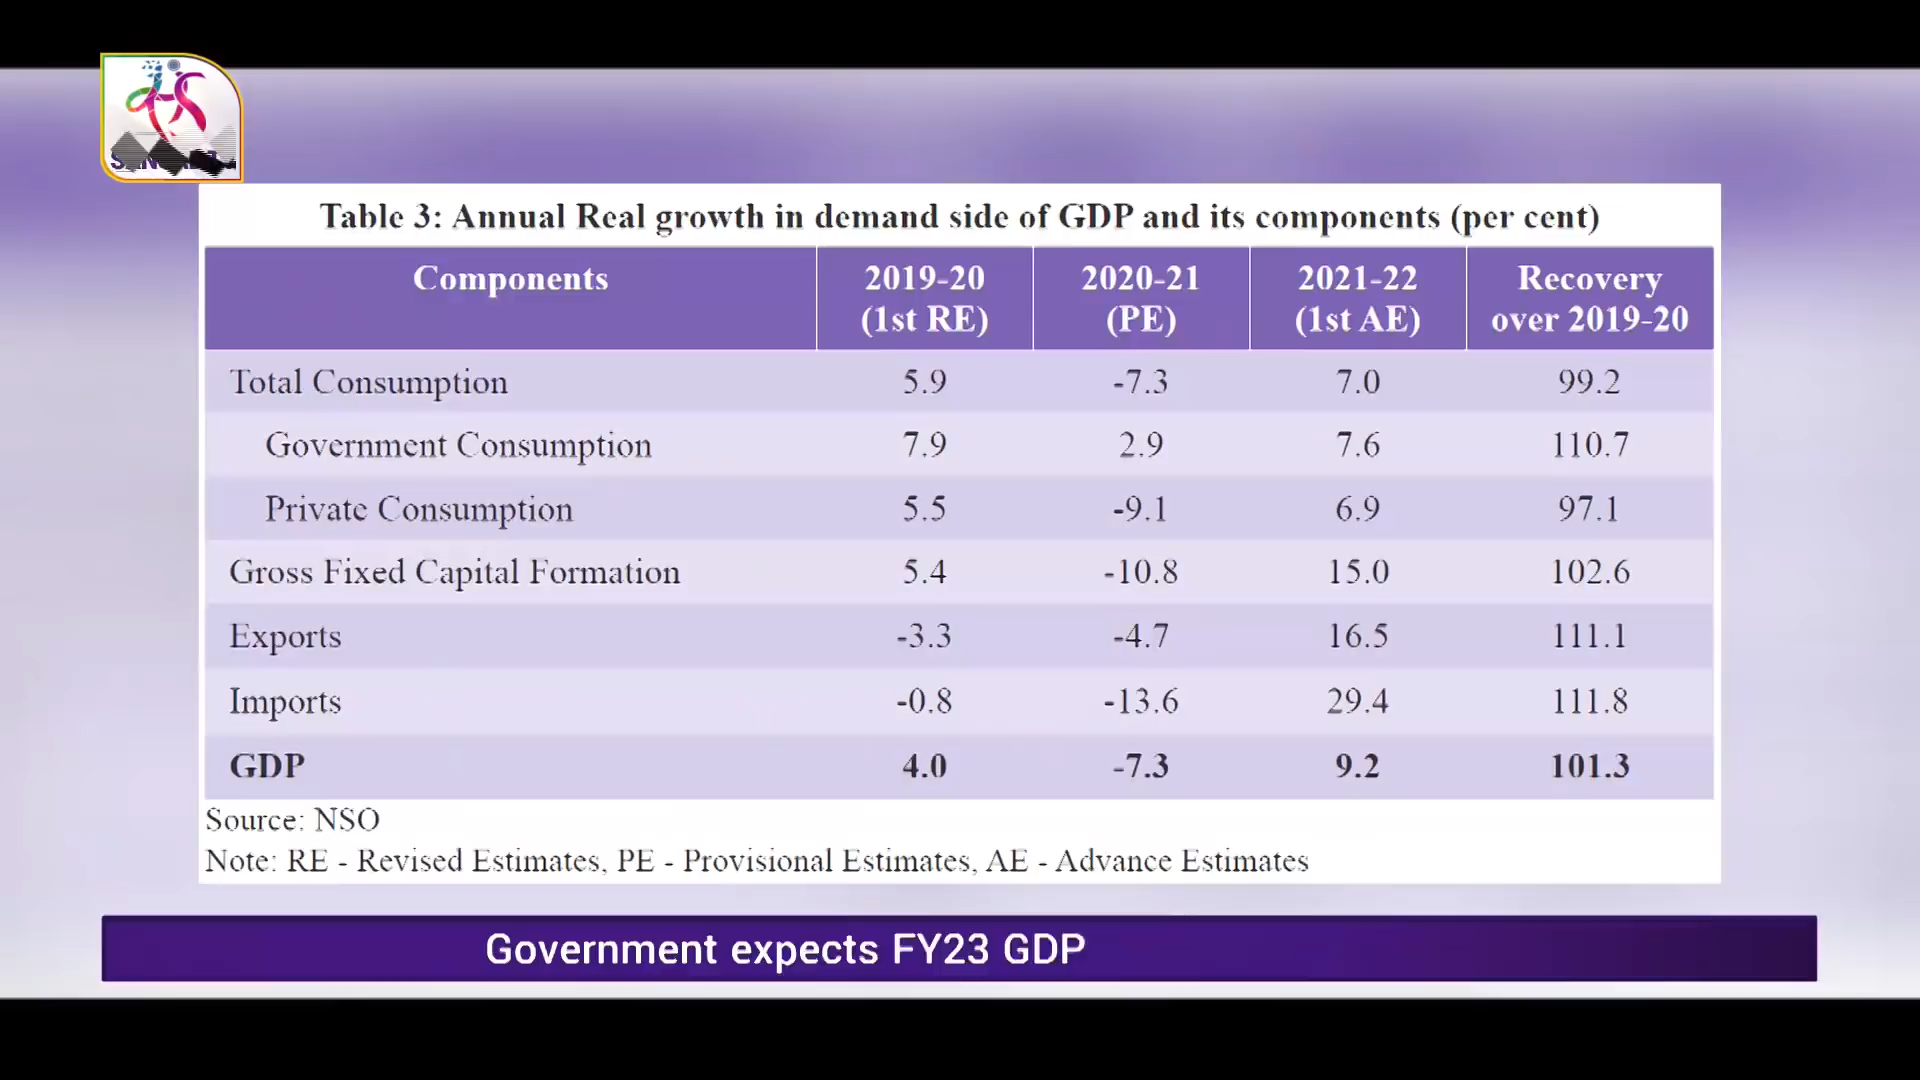 Table 3: Annual Real growth in demand side of GDP and its components (per cent)
Components 2019-20 (1st RE) 2020-21 (PE) 2021-22 (1st AE) Recovery over 2019-20
Total Consumption 5.9 -7.3 7.0 99.2
Government Consumption 7.9 2.9 7.6 110.7
Private Consumption 5.5 -9.1 6.9 97.1
Gross Fixed Capital Formation 5.4 -10.8 15.0 102.6
Exports -3.3 -4.7 16.5 111.1
Imports -0.8 -13.6 29.4 111.8
GDP 4.0 -7.3 9.2 101.3
Source: NSO
Note: RE - Revised Estimates, PE - Provisional Estimates, AE - Advance Estimates
Government expects FY23 GDP